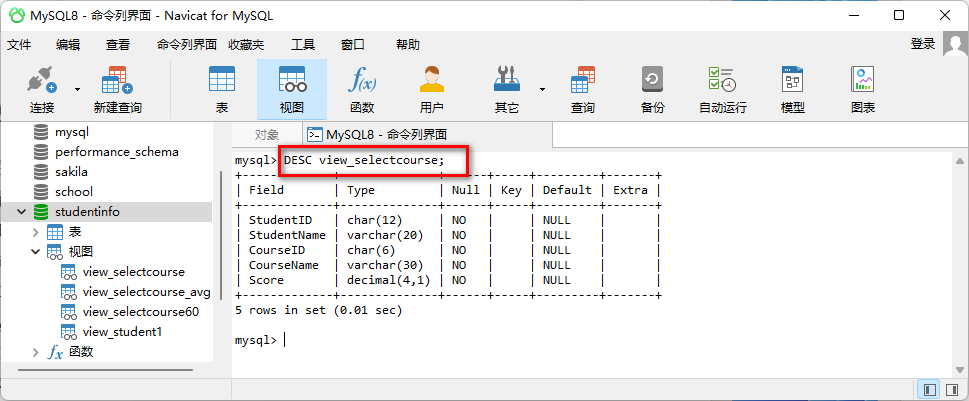 MySQL8 - 命令列界面 - Navicat for MySQL
文件 编辑 查看 命令列界面 收藏夹 工具 窗口 帮助 登录
连接 新建查询 表 视图 函数 用户 其它 查询 备份 自动运行 模型 图表
mysql
performance_schema
sakila
school
studentinfo
表
视图
view_selectcourse
view_selectcourse_avg
view_selectcourse60
view_student1
函数
对象 MySQL8 - 命令列界面
mysql> DESC view_selectcourse;
+-------------+--------------+------+-----+---------+-------+
| Field | Type | Null | Key | Default | Extra |
+-------------+--------------+------+-----+---------+-------+
| StudentID | char(12) | NO | | NULL | |
| StudentName | varchar(20) | NO | | NULL | |
| CourseID | char(6) | NO | | NULL | |
| CourseName | varchar(30) | NO | | NULL | |
| Score | decimal(4,1) | NO | | NULL | |
+-------------+--------------+------+-----+---------+-------+
5 rows in set (0.01 sec)
mysql>